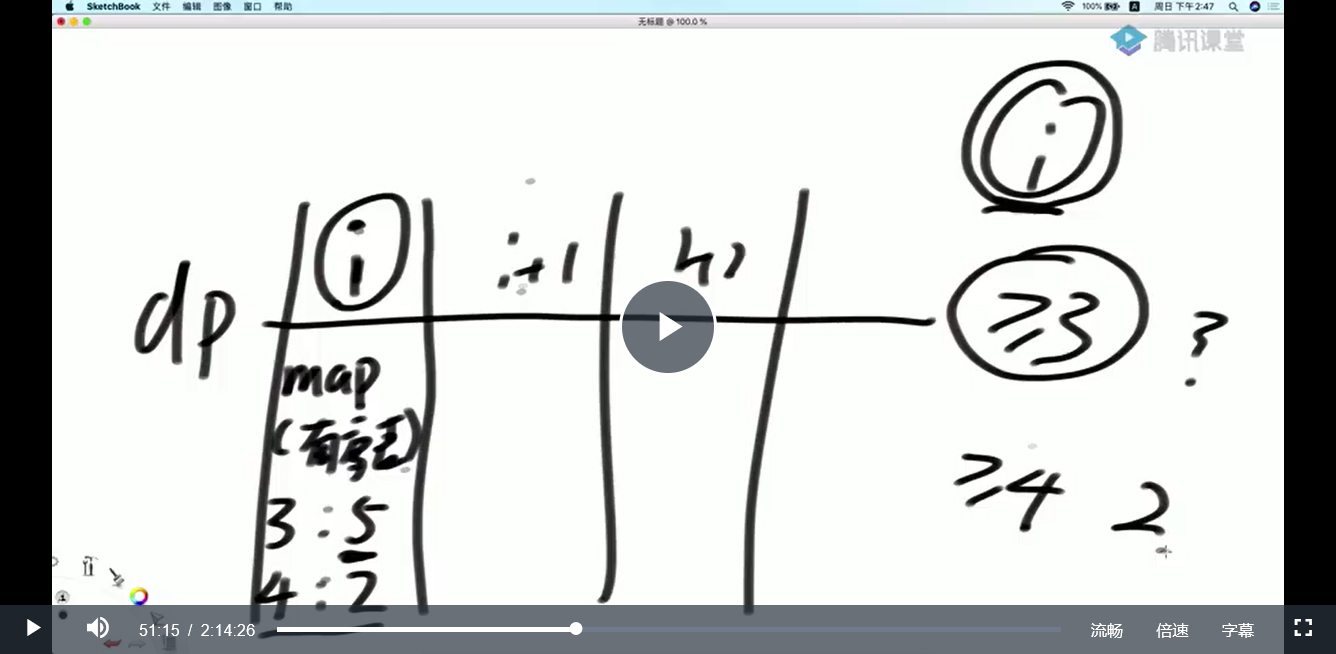 SketchBook 文件 编辑 图像 窗口 帮助 100% 周日 下午2:47
无标题 @ 100.0 %
腾讯课堂
i
dp i i+1
≥3 ?
map
(有序表)
3 : 5
≥4 2
4 : 2
51:15 / 2:14:26 流畅 倍速 字幕